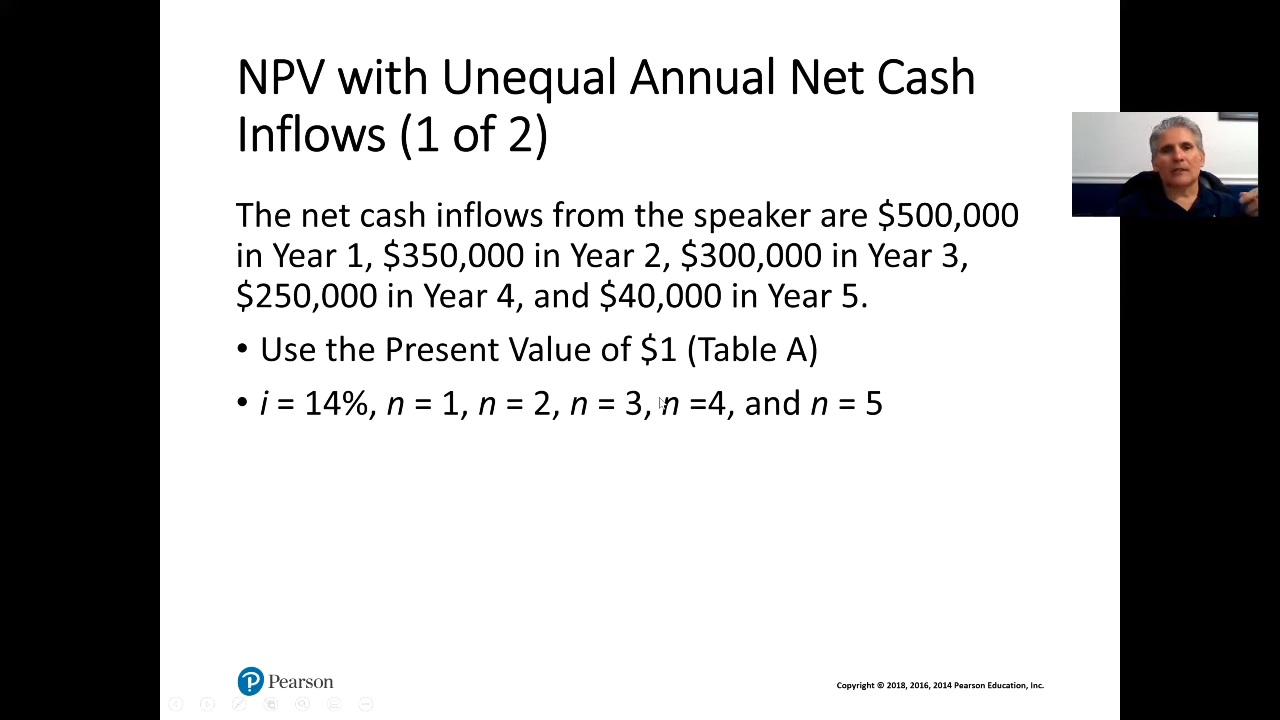 NPV with Unequal Annual Net Cash
Inflows (1 of 2)
The net cash inflows from the speaker are $500,000
in Year 1, $350,000 in Year 2, $300,000 in Year 3,
$250,000 in Year 4, and $40,000 in Year 5.
• Use the Present Value of $1 (Table A)
• i = 14%, n = 1, n = 2, n = 3, n =4, and n = 5
P Pearson
Copyright © 2018, 2016, 2014 Pearson Education, Inc.